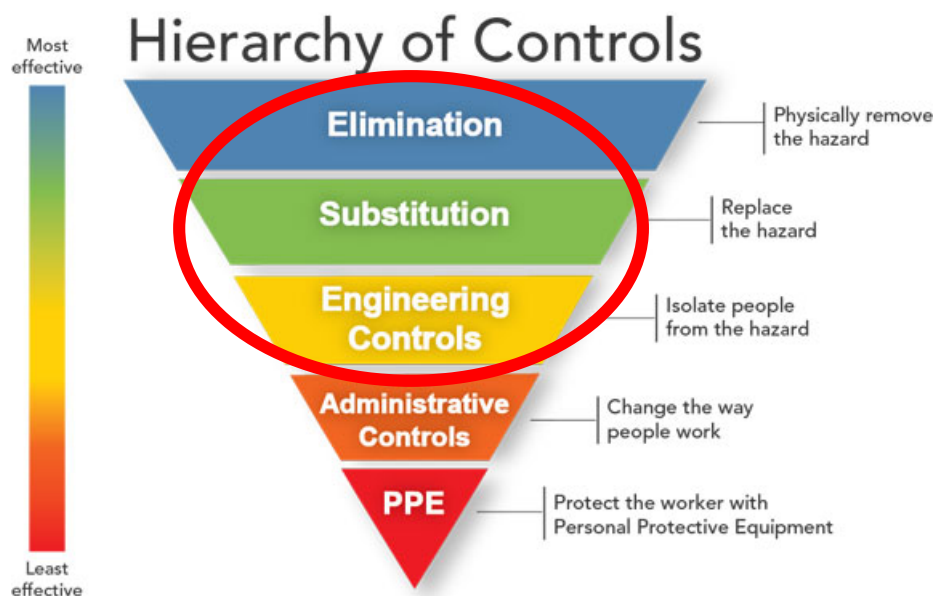 Hierarchy of Controls
Most
effective
Elimination
Physically remove
the hazard
Substitution
Replace
the hazard
Engineering
Controls
Isolate people
from the hazard
Administrative
Controls
Change the way
people work
PPE
Protect the worker with
Personal Protective Equipment
Least
effective